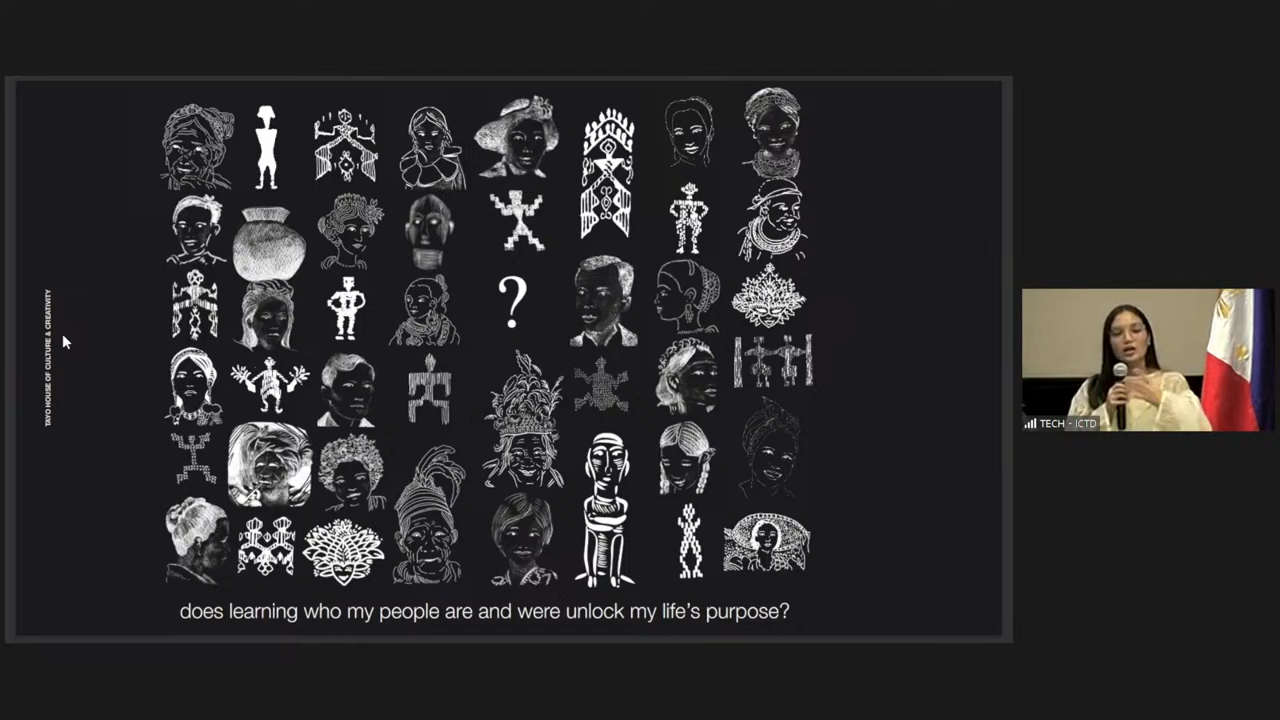 TAYO HOUSE OF CULTURE & CREATIVITY
?
does learning who my people are and were unlock my life's purpose?
TECH - ICTD